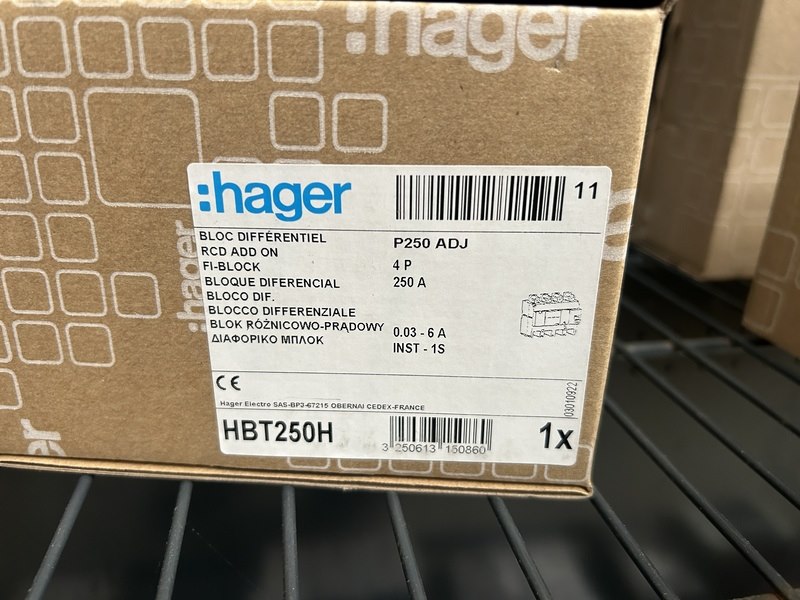 :hager
:hager
11
BLOC DIFFÉRENTIEL
RCD ADD ON
FI-BLOCK
BLOQUE DIFERENCIAL
BLOCO DIF.
BLOCCO DIFFERENZIALE
BLOK RÓŻNICOWO-PRĄDOWY
ΔΙΑΦΟΡΙΚΟ ΜΠΛΟΚ
P250 ADJ
4 P
250 A
0.03 - 6 A
INST - 1S
CE
Hager Electro SAS-BP3-67215 OBERNAI CEDEX-FRANCE
03010922
HBT250H
3 250613 150860
1x
:hager
hager